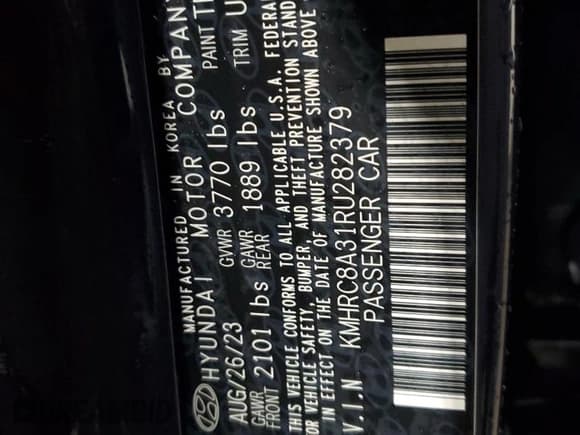 MANUFACTURED IN KOREA BY
HYUNDAI MOTOR COMPANY
AUG/26/23 GVWR 3770 lbs PAINT
GAWR FRONT 2101 lbs GAWR REAR 1889 lbs TRIM U
THIS VEHICLE CONFORMS TO ALL APPLICABLE U.S.A. FEDERA
MOTOR VEHICLE SAFETY, BUMPER, AND THEFT PREVENTION STAND
IN EFFECT ON THE DATE OF MANUFACTURE SHOWN ABOVE
V.I.N KMHRC8A31RU282379
PASSENGER CAR